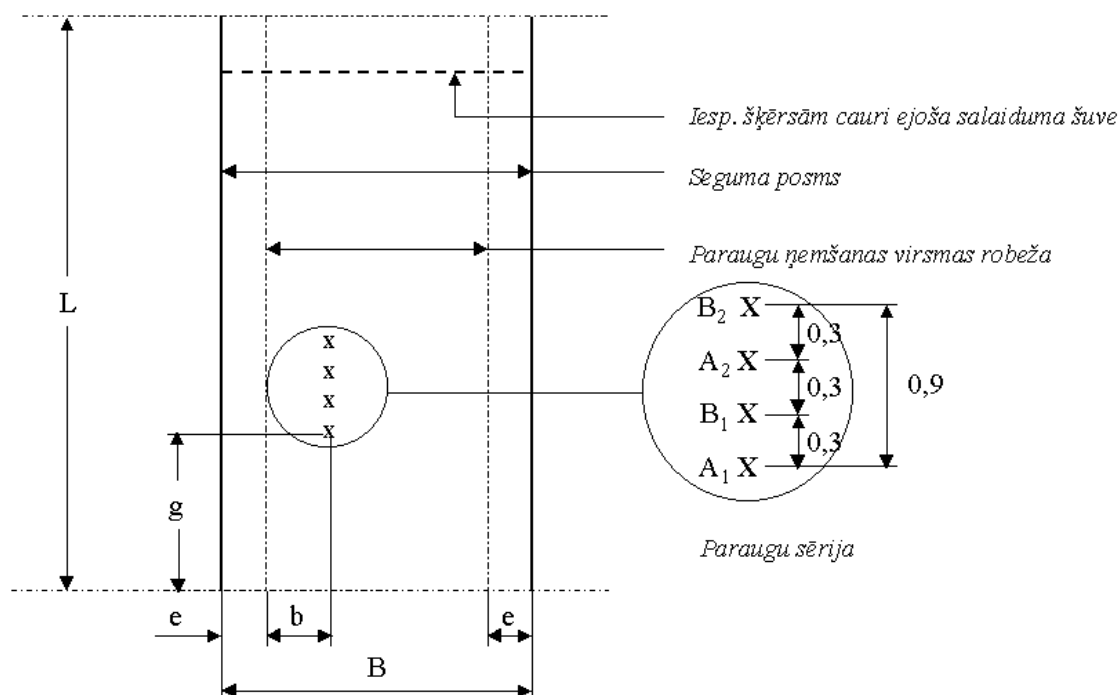 Iesp. šķērsām cauri ejoša salaiduma šuve
Seguma posms
Paraugu ņemšanas virsmas robeža
L
x
x
x
x
B₂ X
0,3
A₂ X
0,3
0,9
B₁ X
0,3
A₁ X
g
Paraugu sērija
e
b
e
B